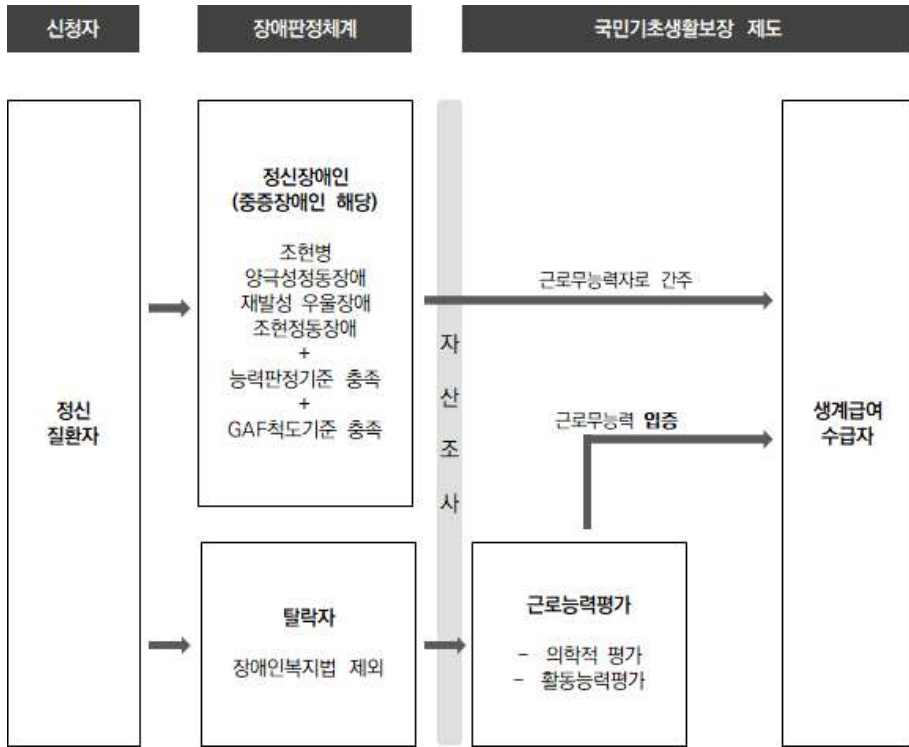 신청자
장애판정체계
국민기초생활보장 제도
정신
질환자
정신장애인
(중증장애인 해당)
조현병
양극성정동장애
재발성 우울장애
조현정동장애
+
능력판정기준 충족
+
GAF척도기준 충족
탈락자
장애인복지법 제외
자
산
조
사
근로무능력자로 간주
근로무능력 입증
근로능력평가
- 의학적 평가
- 활동능력평가
생계급여
수급자